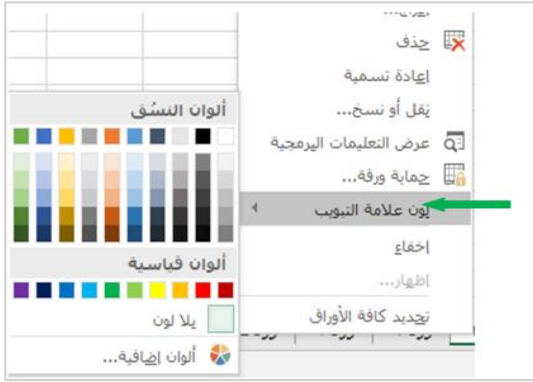 حذف
إعادة تسمية
نقل أو نسخ...
عرض التعليمات البرمجية
حماية ورقة...
لون علامة التبويب
إخفاء
إظهار...
تحديد كافة الأوراق
ألوان النسُق
ألوان قياسية
بلا لون
ألوان إضافية...